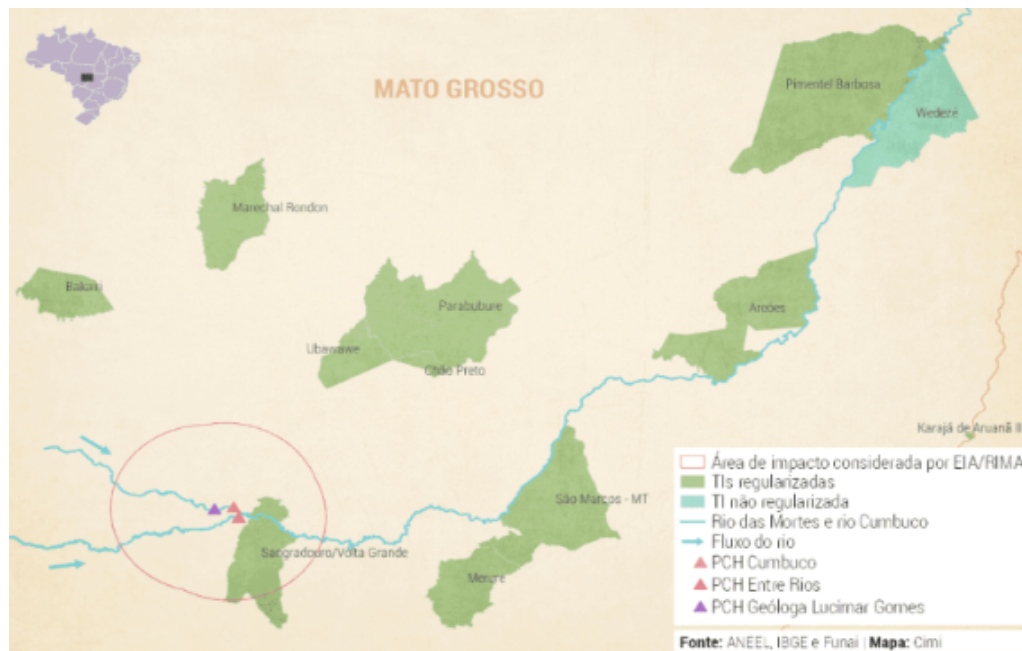 MATO GROSSO
Pimentel Barbosa
Wedezé
Marechal Rondon
Bakairi
Parabubure
Areões
Ubawawe
Chão Preto
Karajá de Aruanã II
São Marcos - MT
Sangradouro/Volta Grande
Merure
Área de impacto considerada por EIA/RIMA
TIs regularizadas
TI não regularizada
Rio das Mortes e rio Cumbuco
Fluxo do rio
PCH Cumbuco
PCH Entre Rios
PCH Geóloga Lucimar Gomes
Fonte: ANEEL, IBGE e Funai | Mapa: Cimi